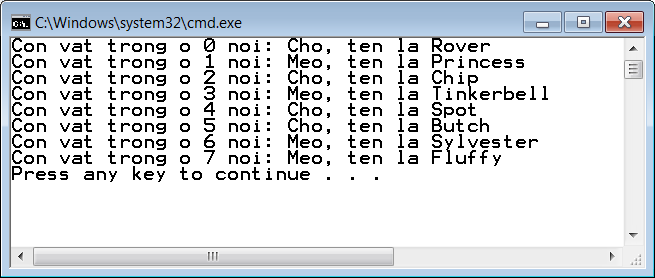 C:\Windows\system32\cmd.exe
Con vat trong o 0 noi: Cho, ten la Rover
Con vat trong o 1 noi: Meo, ten la Princess
Con vat trong o 2 noi: Cho, ten la Chip
Con vat trong o 3 noi: Meo, ten la Tinkerbell
Con vat trong o 4 noi: Cho, ten la Spot
Con vat trong o 5 noi: Cho, ten la Butch
Con vat trong o 6 noi: Meo, ten la Sylvester
Con vat trong o 7 noi: Meo, ten la Fluffy
Press any key to continue . . .